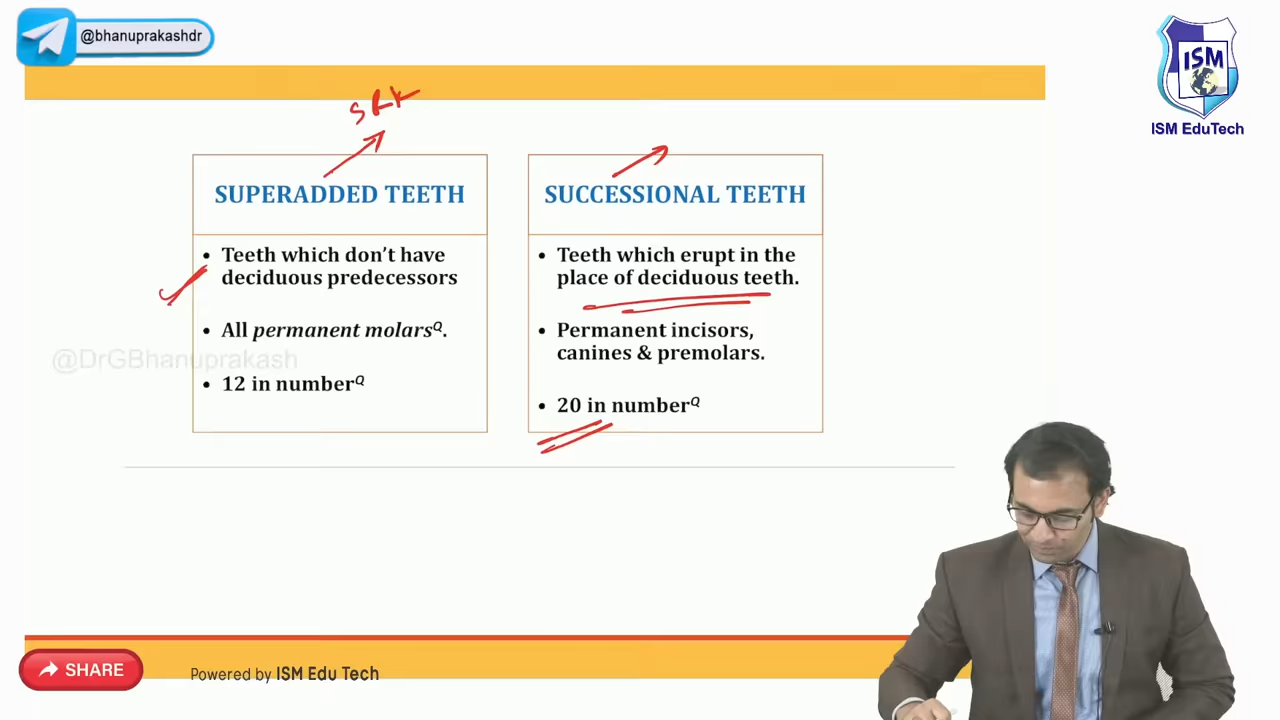 @bhanuprakashdr
ISM
ISM EduTech
SRK
SUPERADDED TEETH
• Teeth which don't have
deciduous predecessors
• All permanent molarsQ.
• 12 in numberQ
SUCCESSIONAL TEETH
• Teeth which erupt in the
place of deciduous teeth.
• Permanent incisors,
canines & premolars.
• 20 in numberQ
@DrGBhanuprakash
SHARE
Powered by ISM Edu Tech